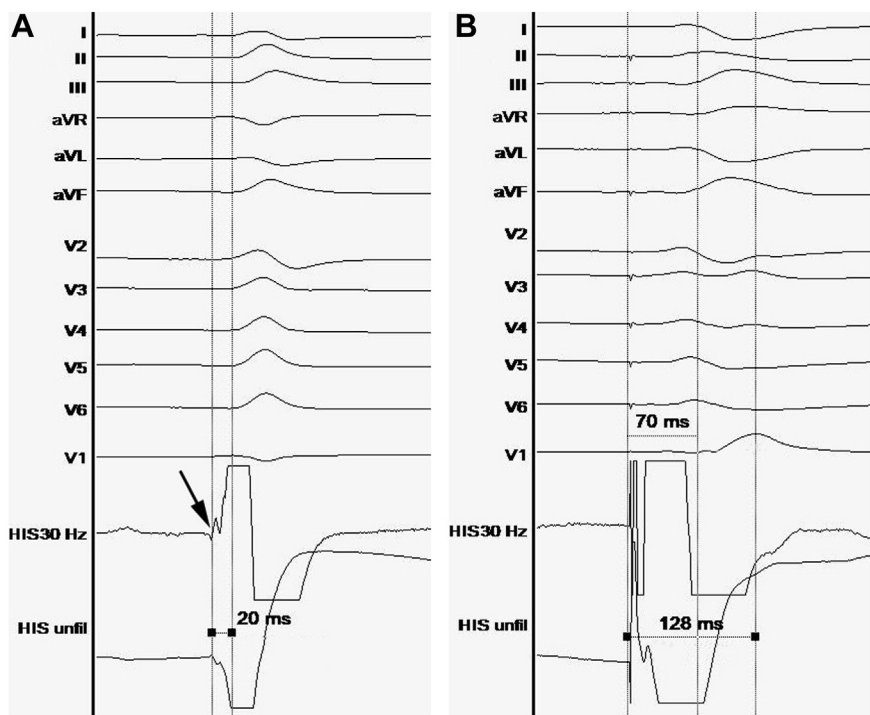 A
I
II
III
aVR
aVL
aVF
V2
V3
V4
V5
V6
V1
HIS30 Hz
20 ms
HIS unfil
B
I
II
III
aVR
aVL
aVF
V2
V3
V4
V5
V6
70 ms
V1
HIS30 Hz
128 ms
HIS unfil